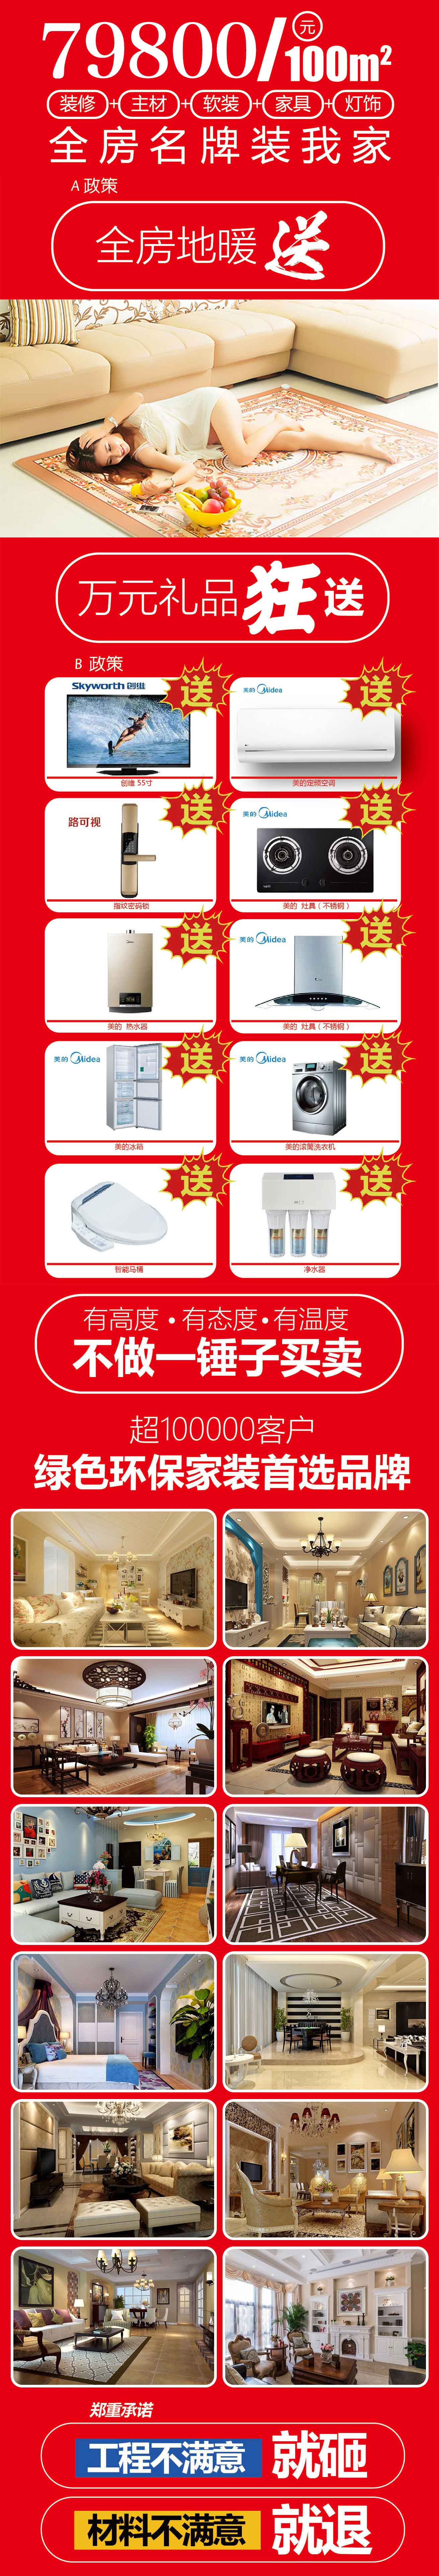 79800/100m²
元
装修+主材+软装+家具+灯饰
全房名牌装我家
A 政策
全房地暖送
万元礼品狂送
B 政策
Skyworth 创维
送
创维 55寸
美的 Midea
送
美的定频空调
路可视
送
指纹密码锁
美的 Midea
送
美的 灶具（不锈钢）
送
美的 热水器
美的 Midea
送
美的 灶具（不锈钢）
美的 Midea
送
美的冰箱
美的 Midea
送
美的滚筒洗衣机
送
智能马桶
送
净水器
有高度·有态度·有温度
不做一锤子买卖
超100000客户
绿色环保家装首选品牌
郑重承诺
工程不满意 就砸
材料不满意 就退